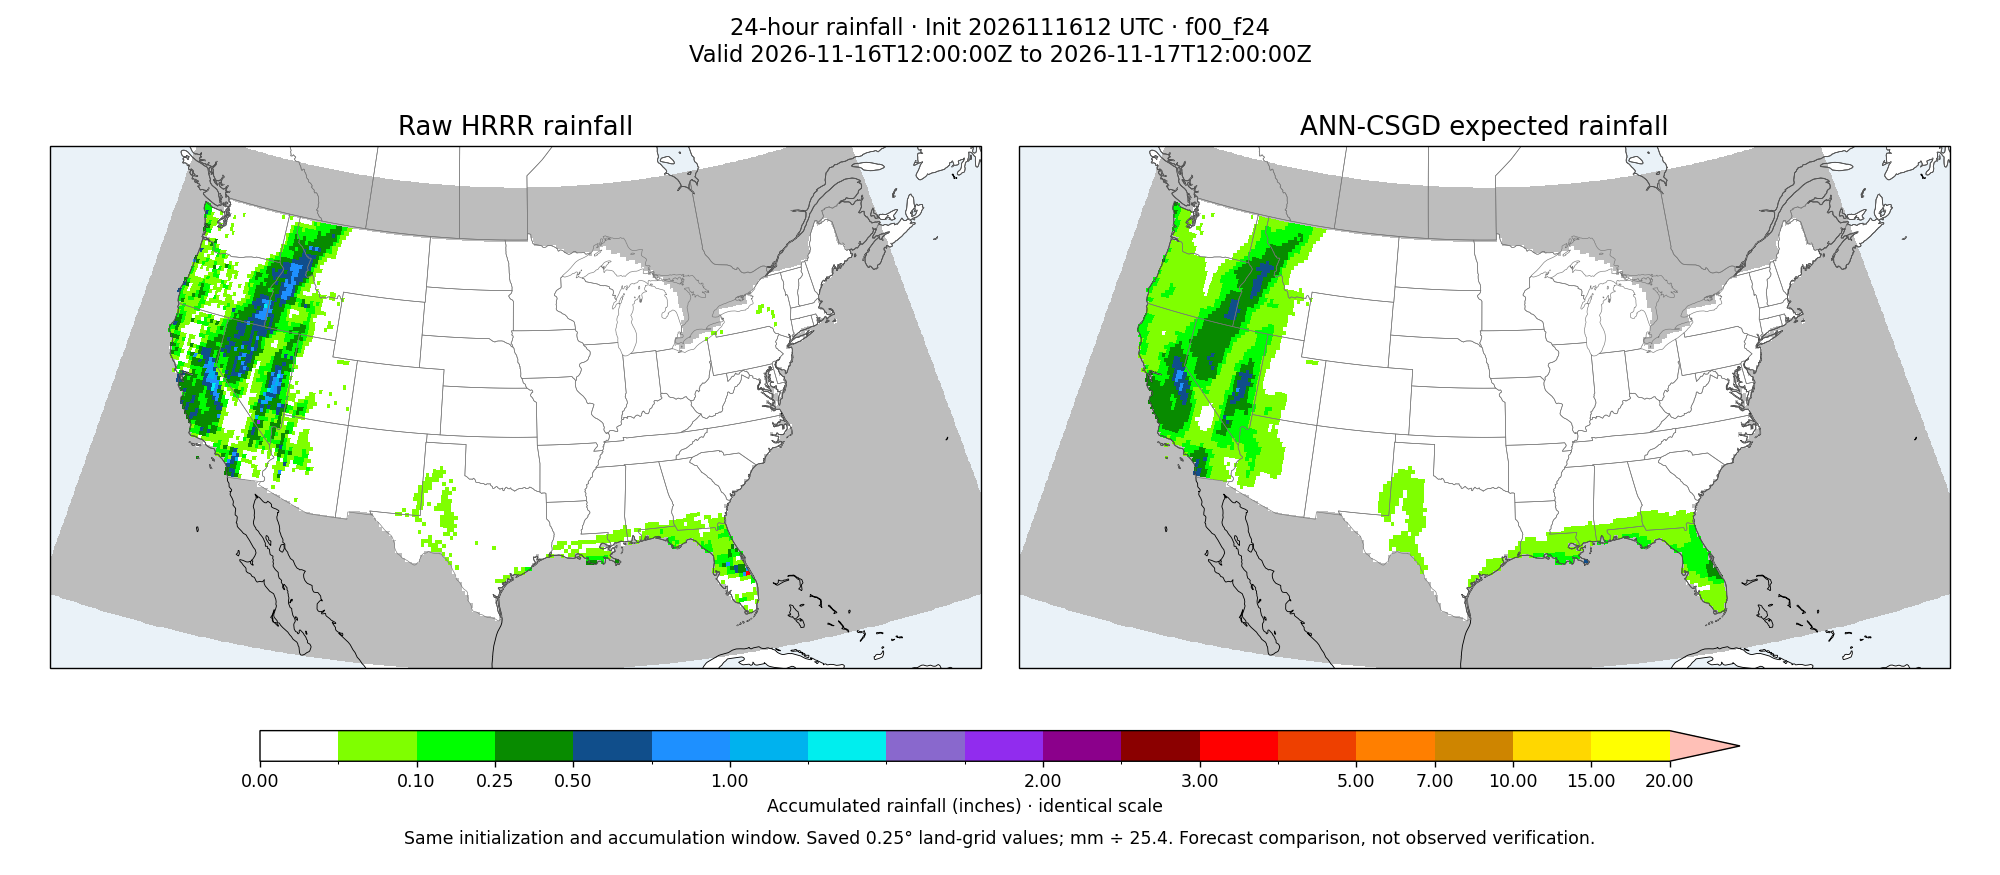 24-hour rainfall · Init 2026111612 UTC · f00_f24
Valid 2026-11-16T12:00:00Z to 2026-11-17T12:00:00Z
Raw HRRR rainfall
ANN-CSGD expected rainfall
0.00 0.10 0.25 0.50 1.00 2.00 3.00 5.00 7.00 10.00 15.00 20.00
Accumulated rainfall (inches) · identical scale
Same initialization and accumulation window. Saved 0.25° land-grid values; mm ÷ 25.4. Forecast comparison, not observed verification.